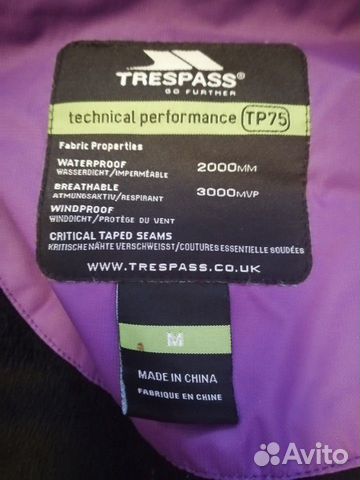 TRESPASS®
GO FURTHER
technical performance TP75
Fabric Properties
WATERPROOF 2000MM
WASSERDICHT/IMPERMÉABLE
BREATHABLE 3000MVP
ATMUNGSAKTIV/RESPIRANT
WINDPROOF
WINDDICHT/PROTÈGE DU VENT
CRITICAL TAPED SEAMS
KRITISCHE NÄHTE VERSCHWEISST/COUTURES ESSENTIELLE SOUDÉES
WWW.TRESPASS.CO.UK
M
MADE IN CHINA
FABRIQUE EN CHINE
Avito